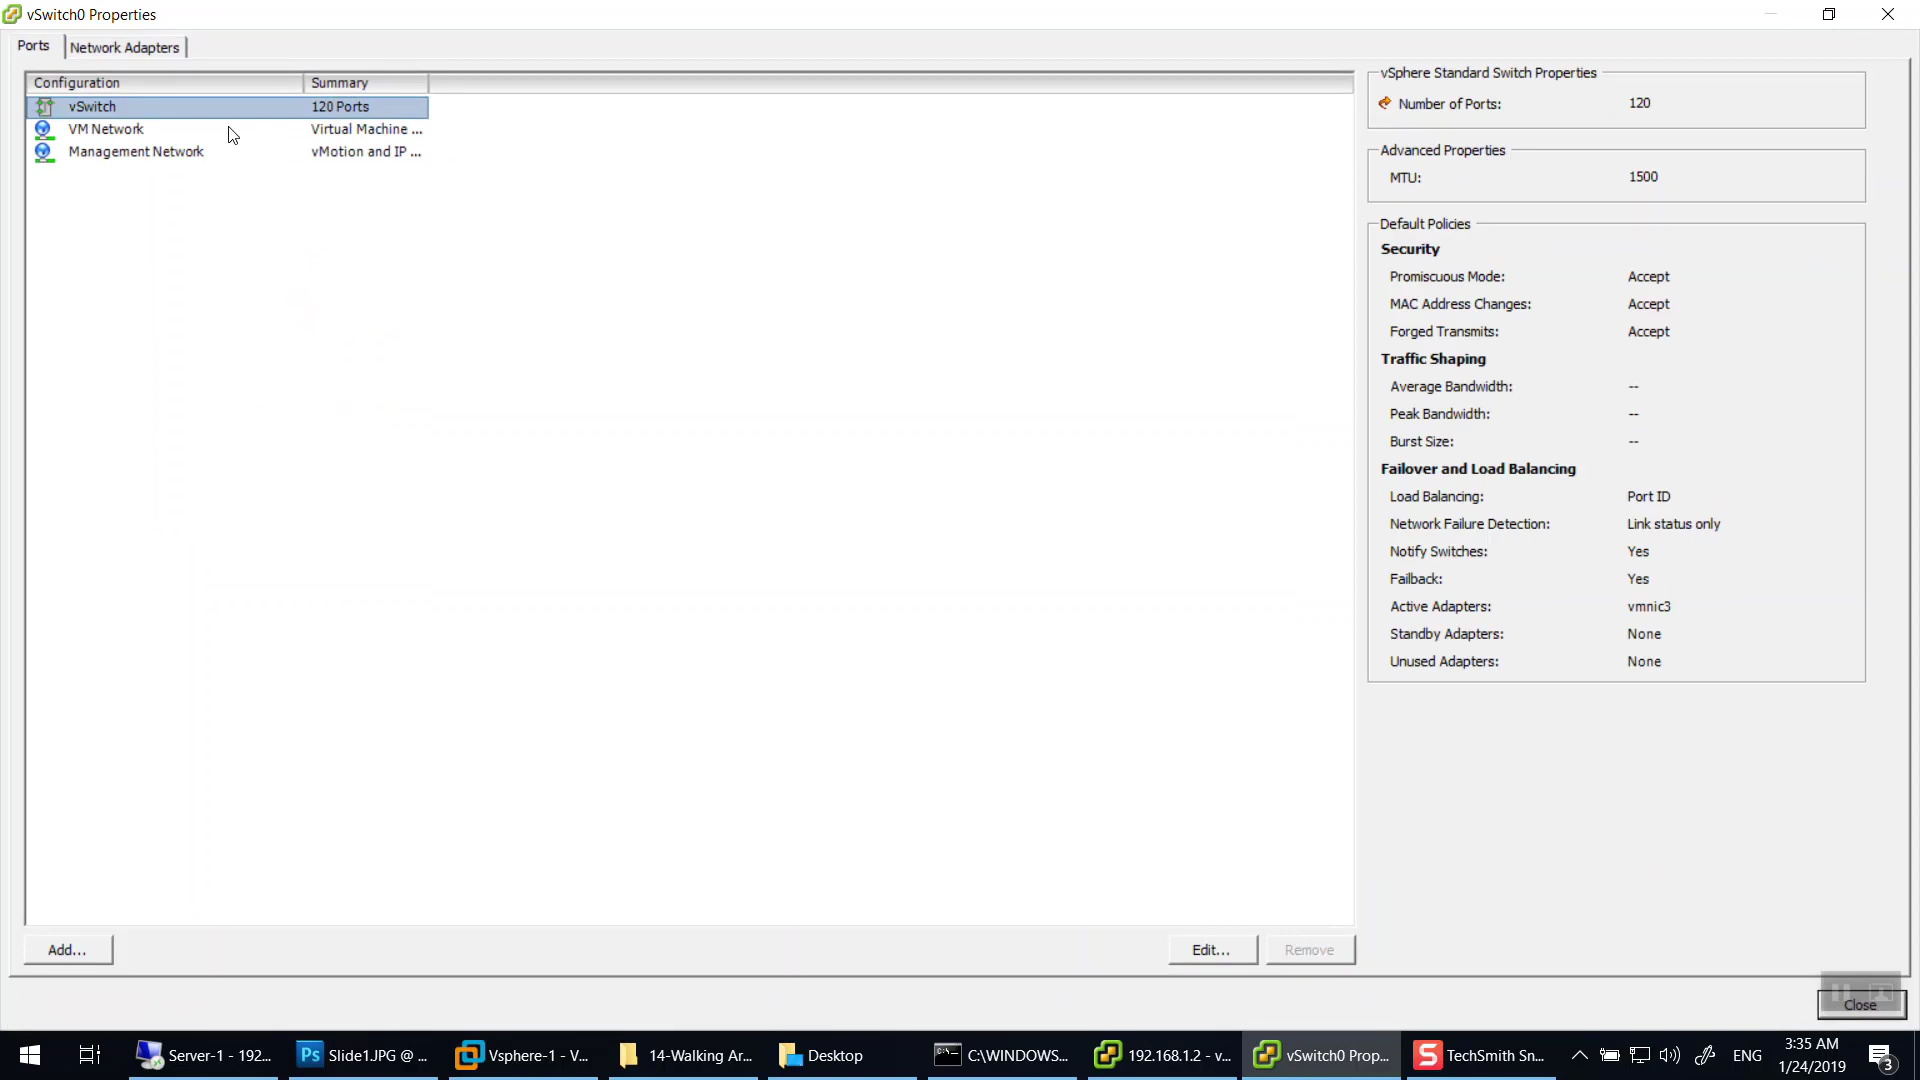 vSwitch0 Properties
Ports
Network Adapters
Configuration
Summary
vSwitch
120 Ports
VM Network
Virtual Machine ...
Management Network
vMotion and IP ...
Add...
Edit...
Remove
vSphere Standard Switch Properties
Number of Ports:
120
Advanced Properties
MTU:
1500
Default Policies
Security
Promiscuous Mode:
Accept
MAC Address Changes:
Accept
Forged Transmits:
Accept
Traffic Shaping
Average Bandwidth:
--
Peak Bandwidth:
--
Burst Size:
--
Failover and Load Balancing
Load Balancing:
Port ID
Network Failure Detection:
Link status only
Notify Switches:
Yes
Failback:
Yes
Active Adapters:
vmnic3
Standby Adapters:
None
Unused Adapters:
None
Close
Server-1 - 192...
Ps
Slide1.JPG @ ...
Vsphere-1 - V...
14-Walking Ar...
Desktop
C:\WINDOWS...
192.168.1.2 - v...
vSwitch0 Prop...
S
TechSmith Sn...
ENG
3:35 AM
1/24/2019
3